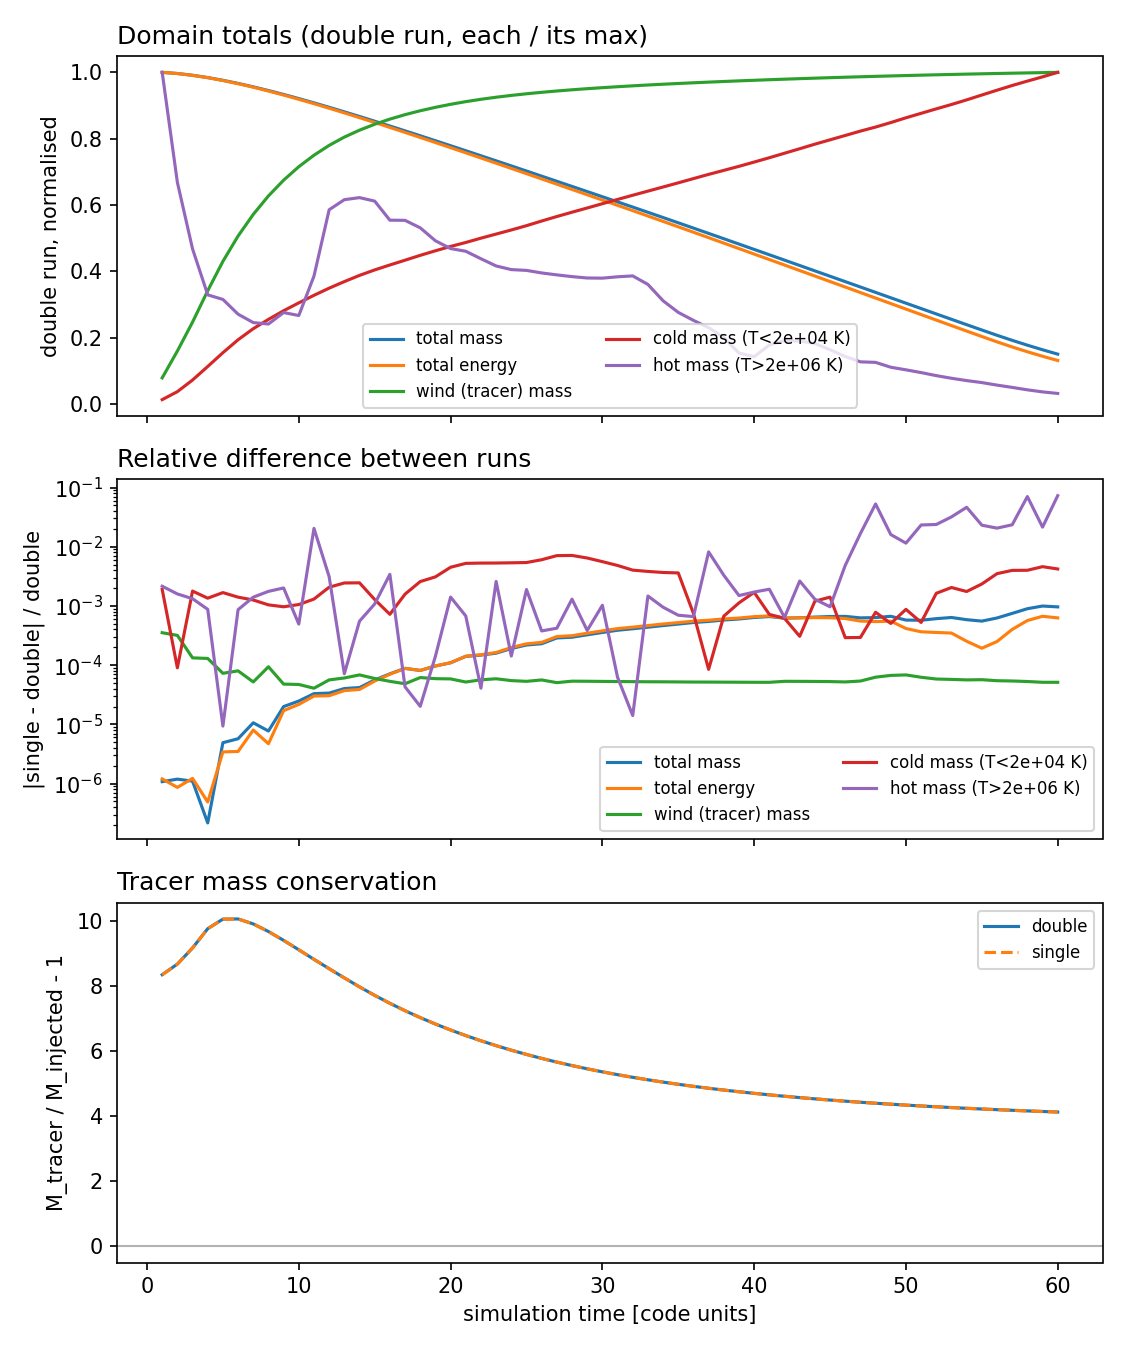 Domain totals (double run, each / its max)
double run, normalised
1.0
0.8
0.6
0.4
0.2
0.0
total mass
total energy
wind (tracer) mass
cold mass (T<2e+04 K)
hot mass (T>2e+06 K)
Relative difference between runs
|single - double| / double
10⁻¹
10⁻²
10⁻³
10⁻⁴
10⁻⁵
10⁻⁶
total mass
total energy
wind (tracer) mass
cold mass (T<2e+04 K)
hot mass (T>2e+06 K)
Tracer mass conservation
M_tracer / M_injected - 1
10
8
6
4
2
0
double
single
0 10 20 30 40 50 60
simulation time [code units]